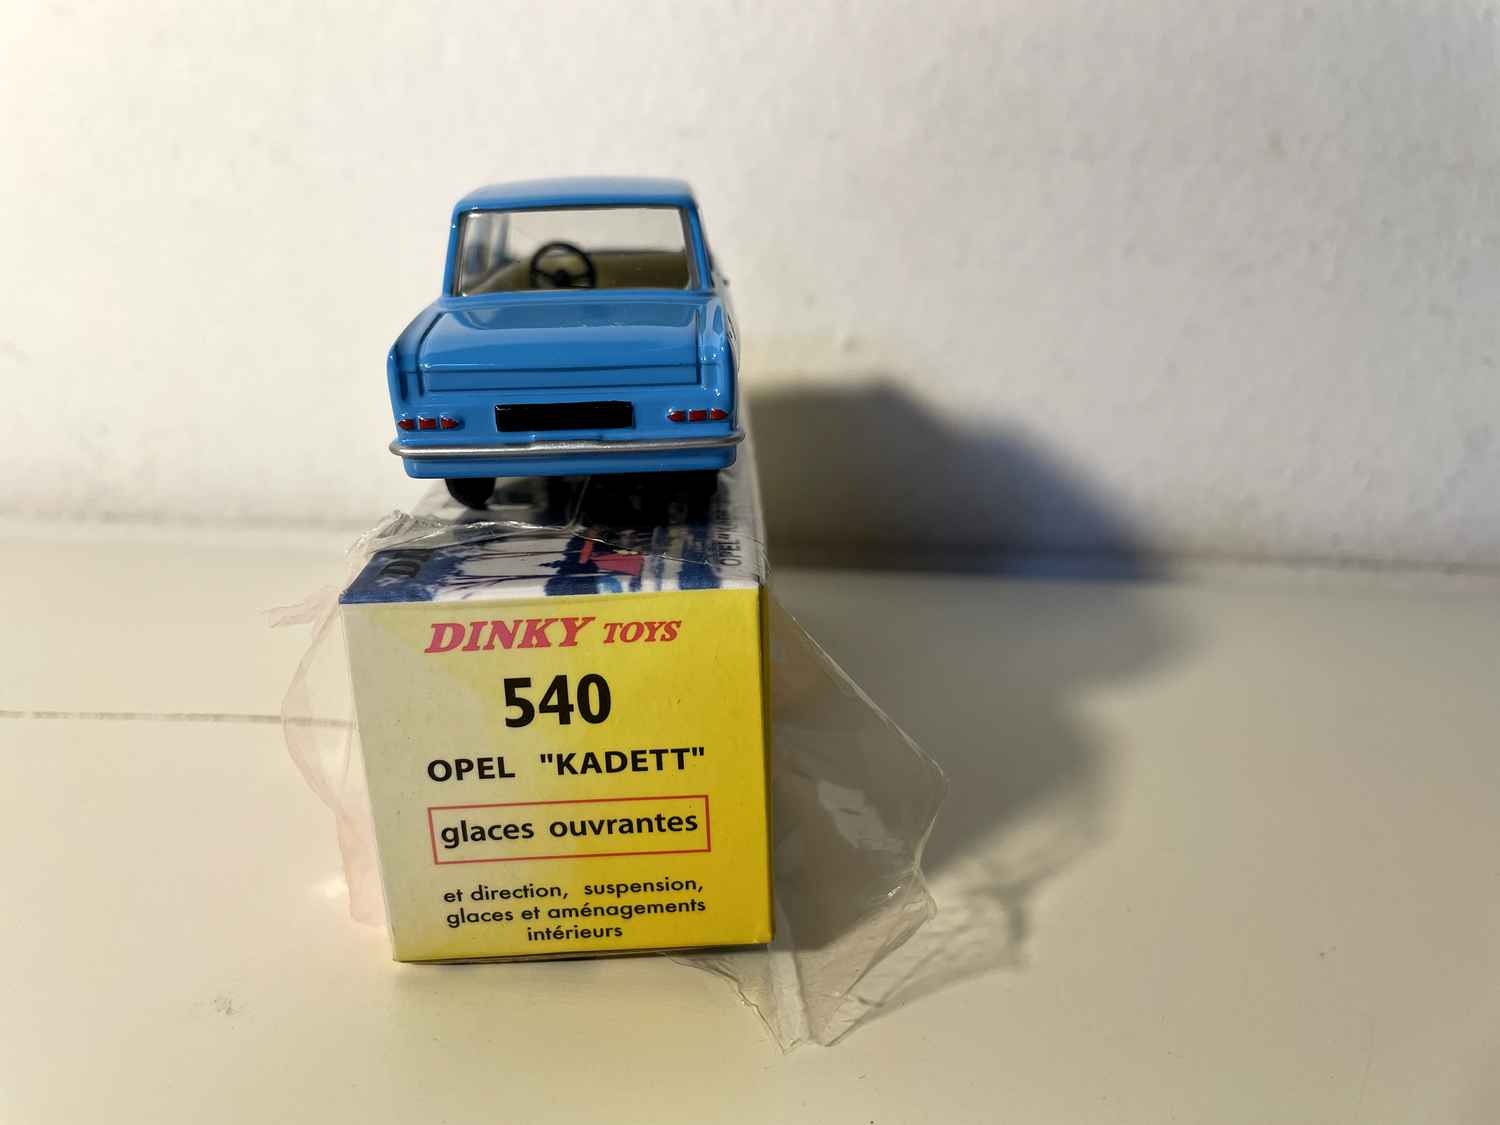 DINKY TOYS
540
OPEL "KADETT"
glaces ouvrantes
et direction, suspension,
glaces et aménagements
intérieurs